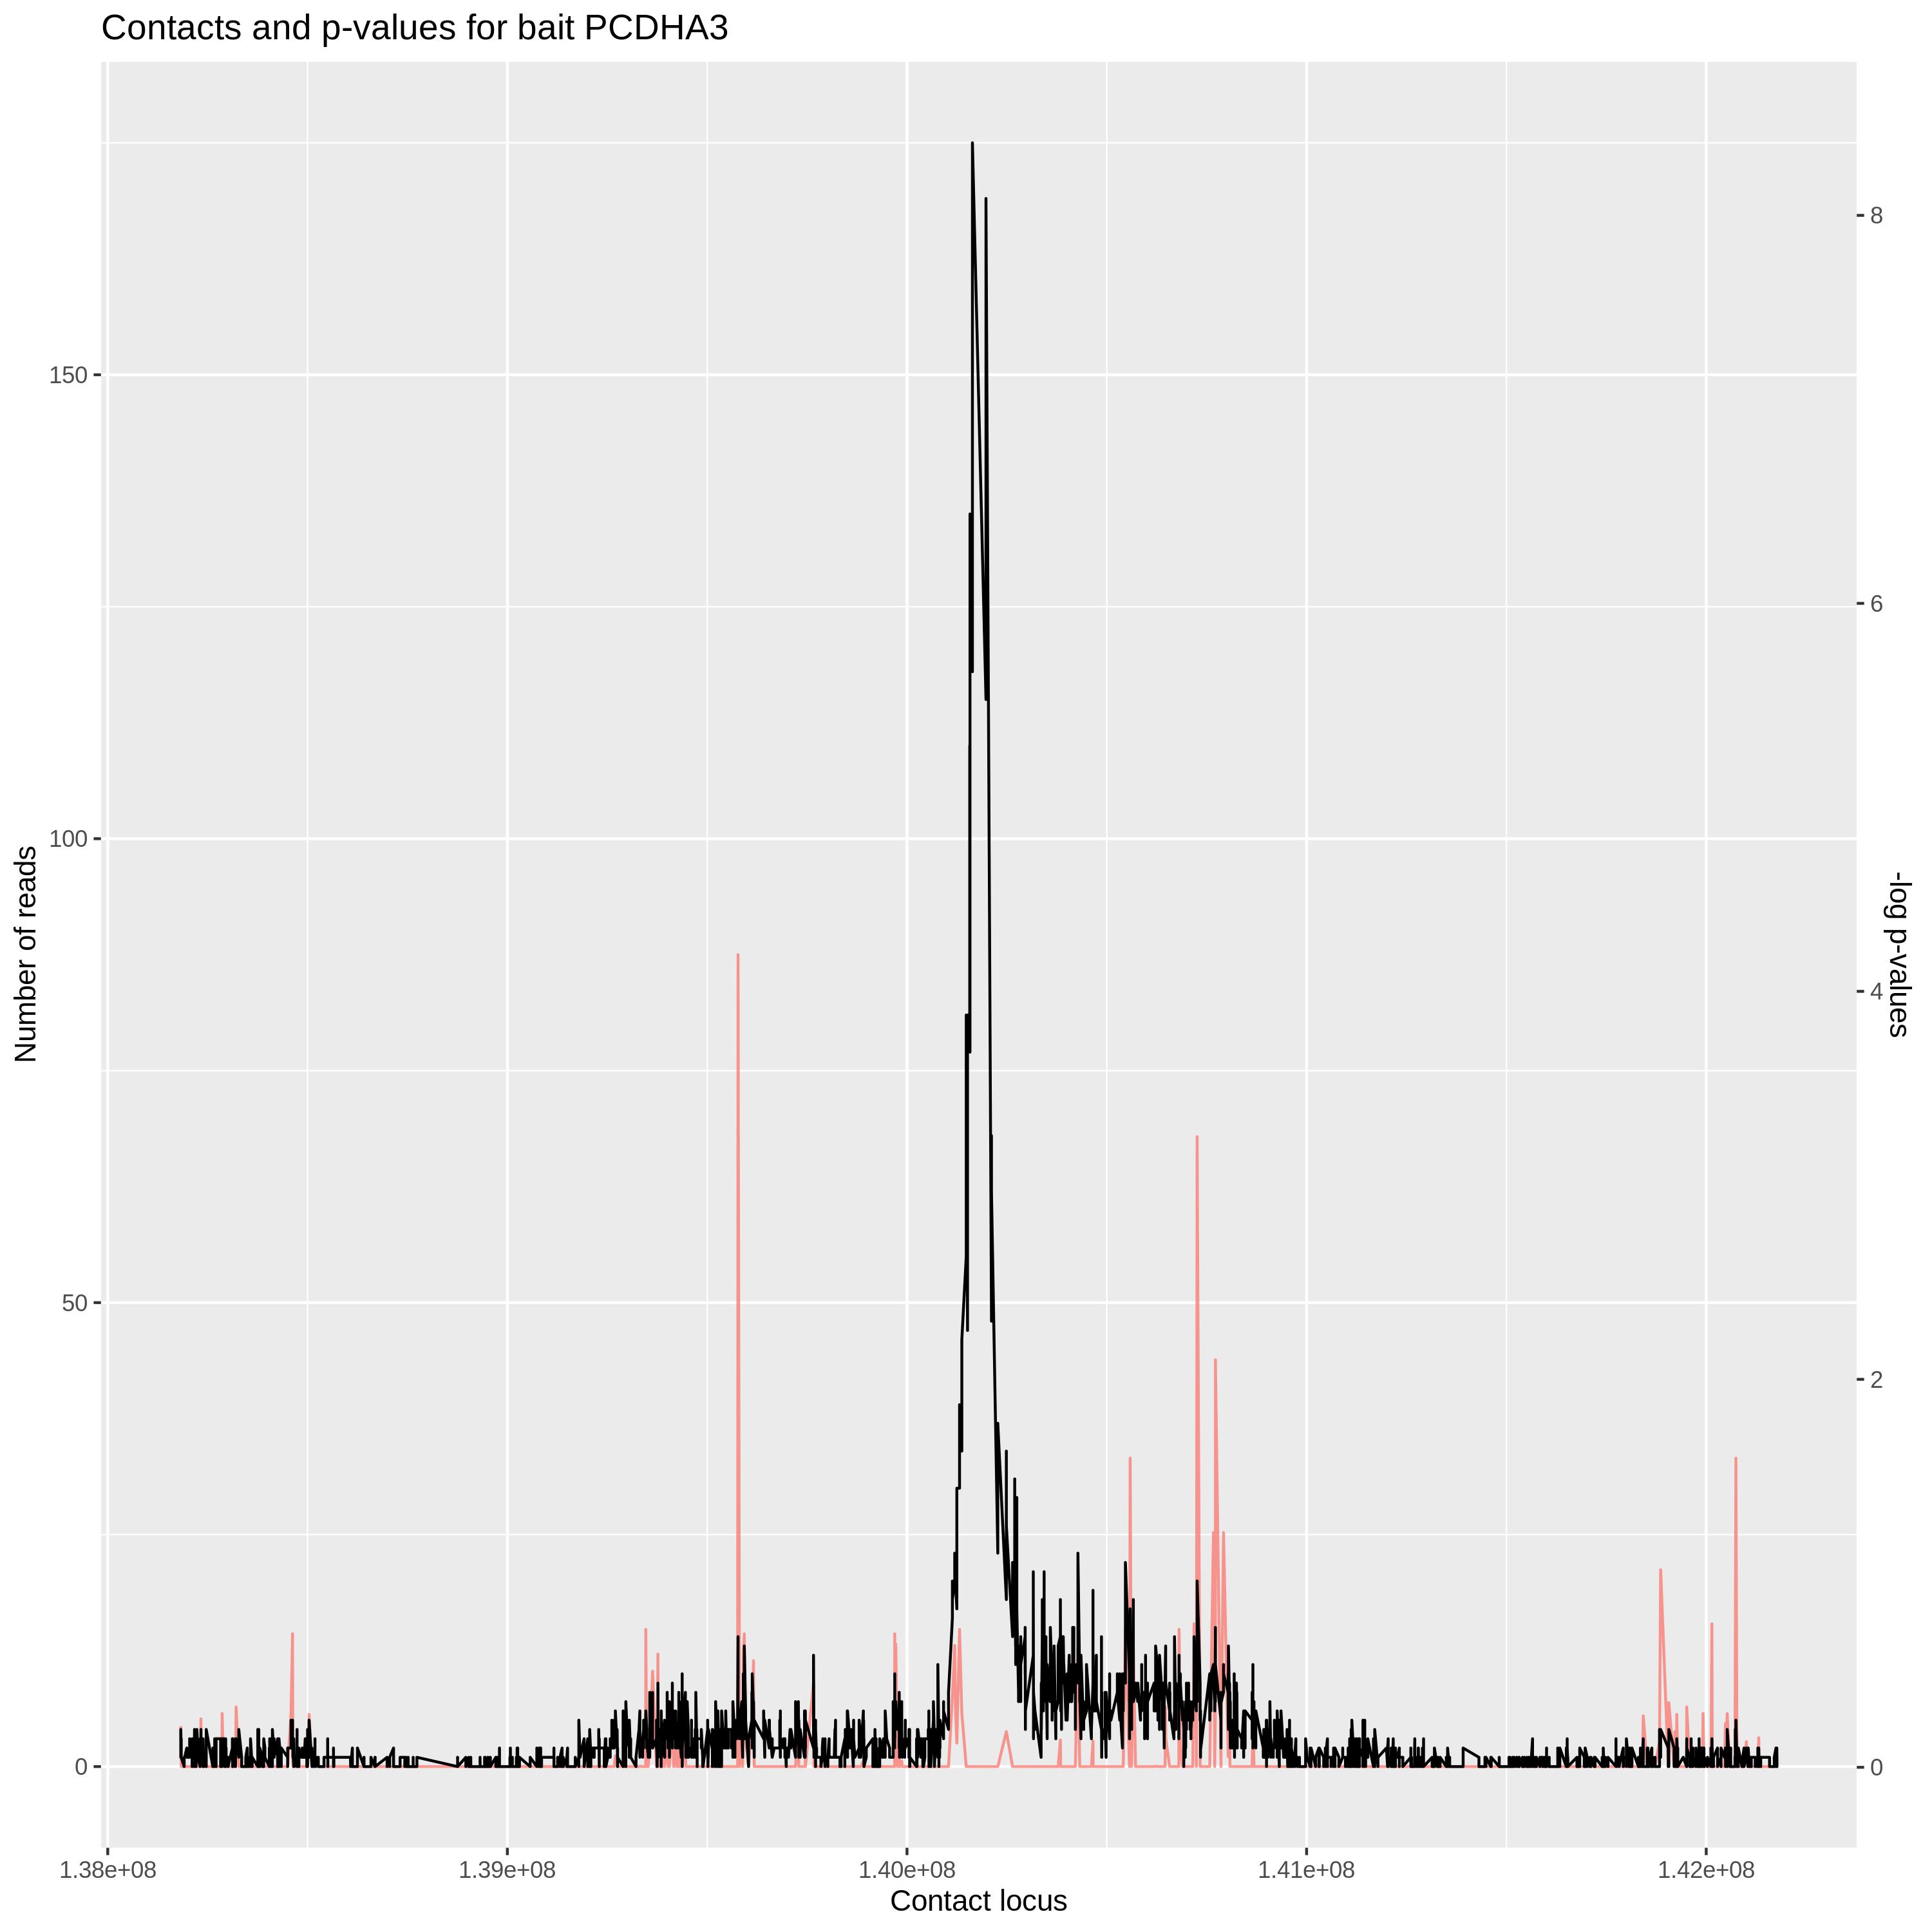 Contacts and p-values for bait PCDHA3
Number of reads
150
100
50
0
8
6
4
2
0
-log p-values
1.38e+08
1.39e+08
1.40e+08
1.41e+08
1.42e+08
Contact locus